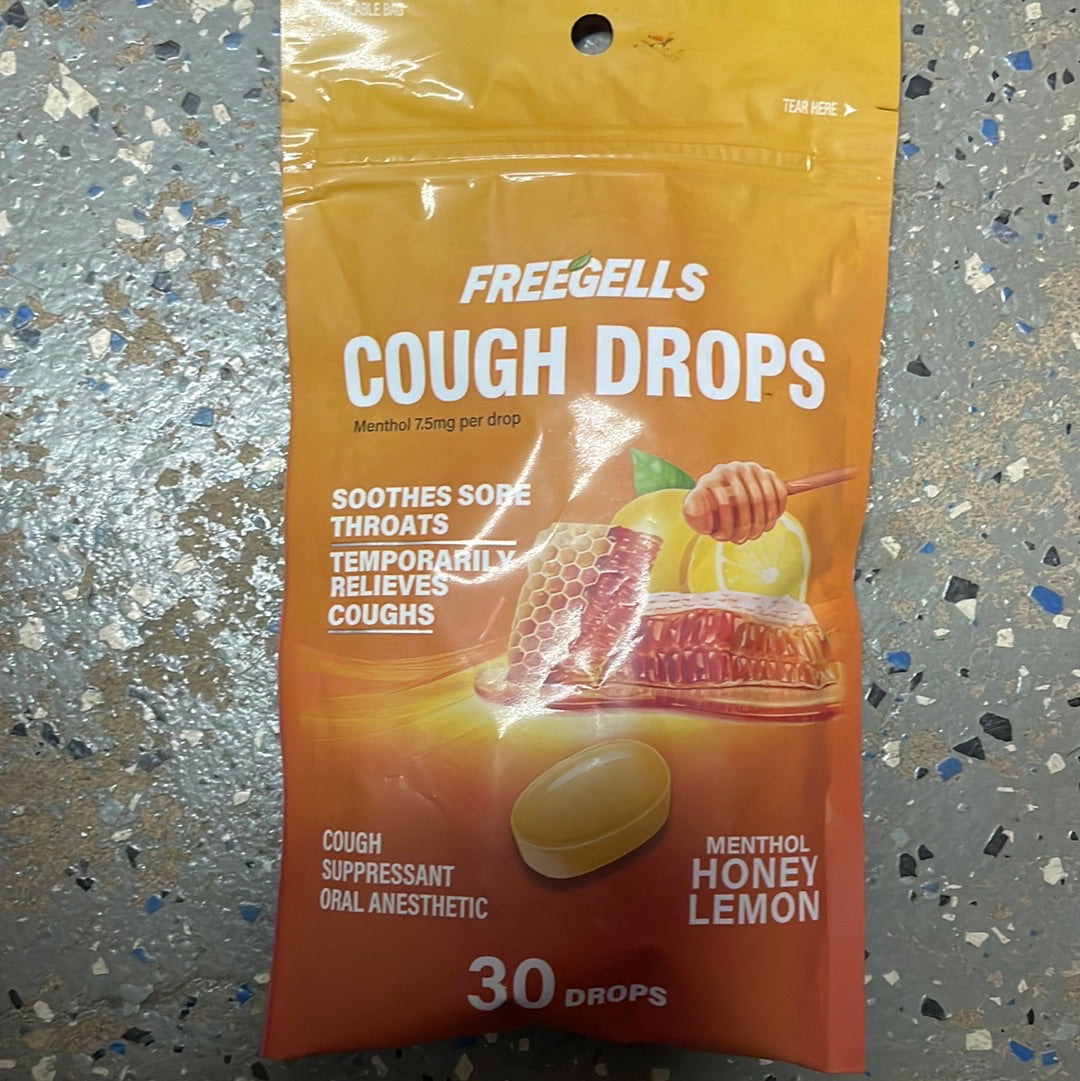 BAG
TEAR HERE
FREEGELLS
COUGH DROPS
Menthol 7.5mg per drop
SOOTHES SORE
THROATS
TEMPORARILY
RELIEVES
COUGHS
COUGH
SUPPRESSANT
ORAL ANESTHETIC
MENTHOL
HONEY
LEMON
30 DROPS